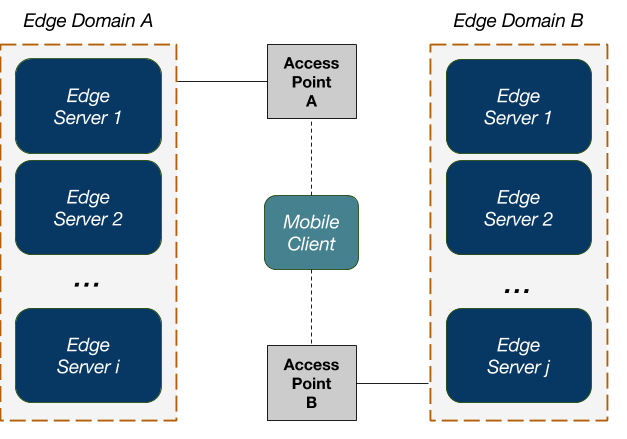 Edge Domain A
Edge
Server 1
Edge
Server 2
...
Edge
Server i
Access
Point
A
Mobile
Client
Access
Point
B
Edge Domain B
Edge
Server 1
Edge
Server 2
...
Edge
Server j